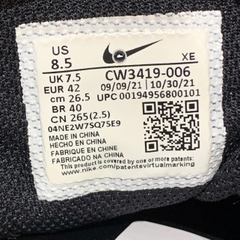 US
8.5
XE
UK 7.5
EUR 42
cm 26.5
BR 40
CN 265(2.5)
CW3419-006
09/09/21 10/30/21
UPC 00194956800101
04NE2W7SQ75E9
MADE IN CHINA
HECHO EN CHINA
FABRICADO NA CHINA
FABRIQUÉ EN CHINE
www.nike.com/patents
virtual marking